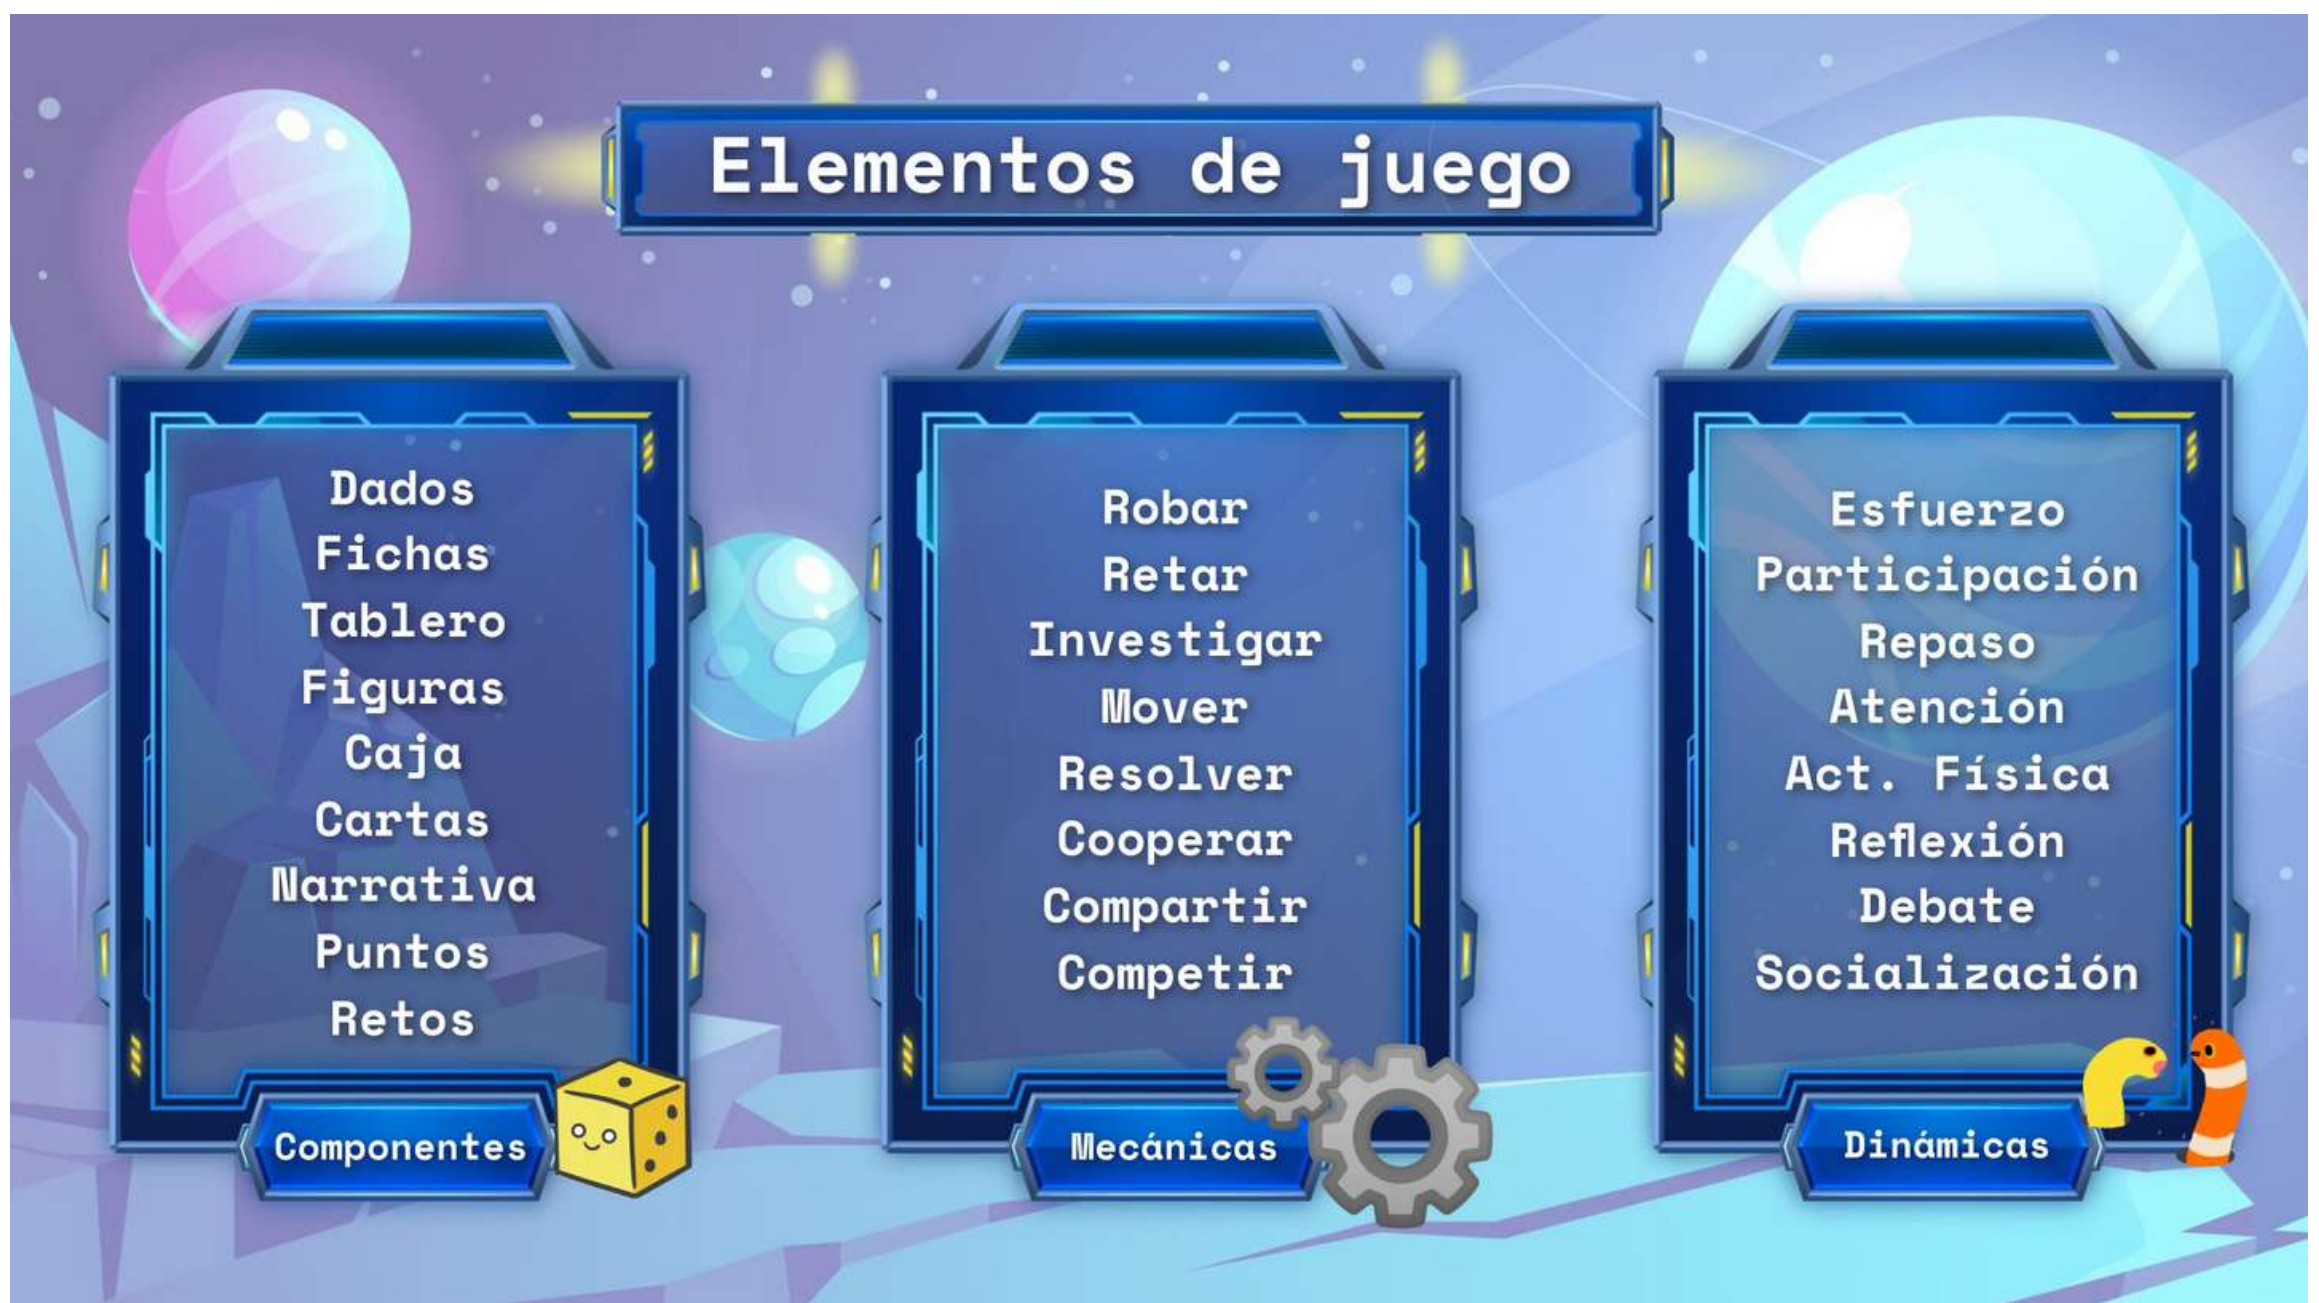 Elementos de juego
Dados
Fichas
Tablero
Figuras
Caja
Cartas
Narrativa
Puntos
Retos
Componentes
Robar
Retar
Investigar
Mover
Resolver
Cooperar
Compartir
Competir
Mecánicas
Esfuerzo
Participación
Repaso
Atención
Act. Física
Reflexión
Debate
Socialización
Dinámicas